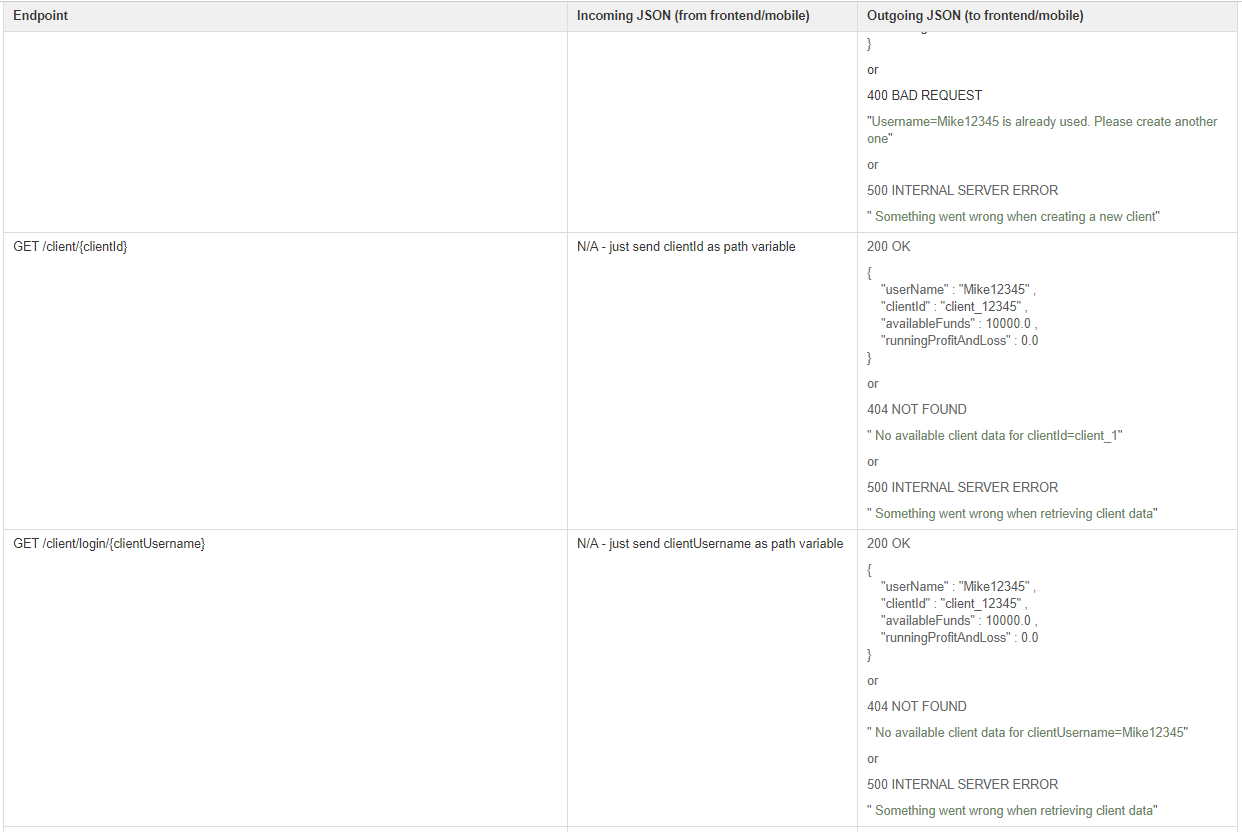 Endpoint
Incoming JSON (from frontend/mobile)
Outgoing JSON (to frontend/mobile)
}
or
400 BAD REQUEST
"Username=Mike12345 is already used. Please create another
one"
or
500 INTERNAL SERVER ERROR
" Something went wrong when creating a new client"
GET /client/{clientId}
N/A - just send clientId as path variable
200 OK
{
"userName" : "Mike12345" ,
"clientId" : "client_12345" ,
"availableFunds" : 10000.0 ,
"runningProfitAndLoss" : 0.0
}
or
404 NOT FOUND
" No available client data for clientId=client_1"
or
500 INTERNAL SERVER ERROR
" Something went wrong when retrieving client data"
GET /client/login/{clientUsername}
N/A - just send clientUsername as path variable
200 OK
{
"userName" : "Mike12345" ,
"clientId" : "client_12345" ,
"availableFunds" : 10000.0 ,
"runningProfitAndLoss" : 0.0
}
or
404 NOT FOUND
" No available client data for clientUsername=Mike12345"
or
500 INTERNAL SERVER ERROR
" Something went wrong when retrieving client data"